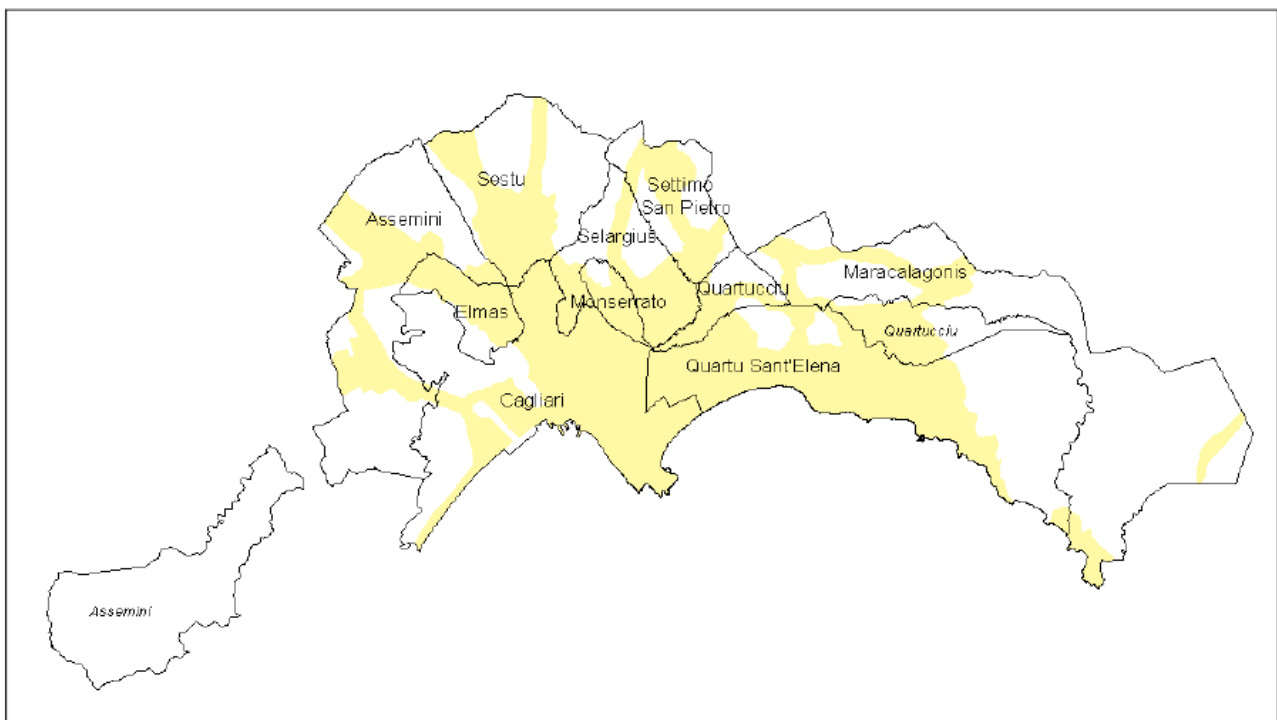 Sestu
Settimo
San Pietro
Assemini
Selargius
Maracalagonis
Quartucciu
Monserrato
Elmas
Quartucciu
Quartu Sant'Elena
Cagliari
Assemini